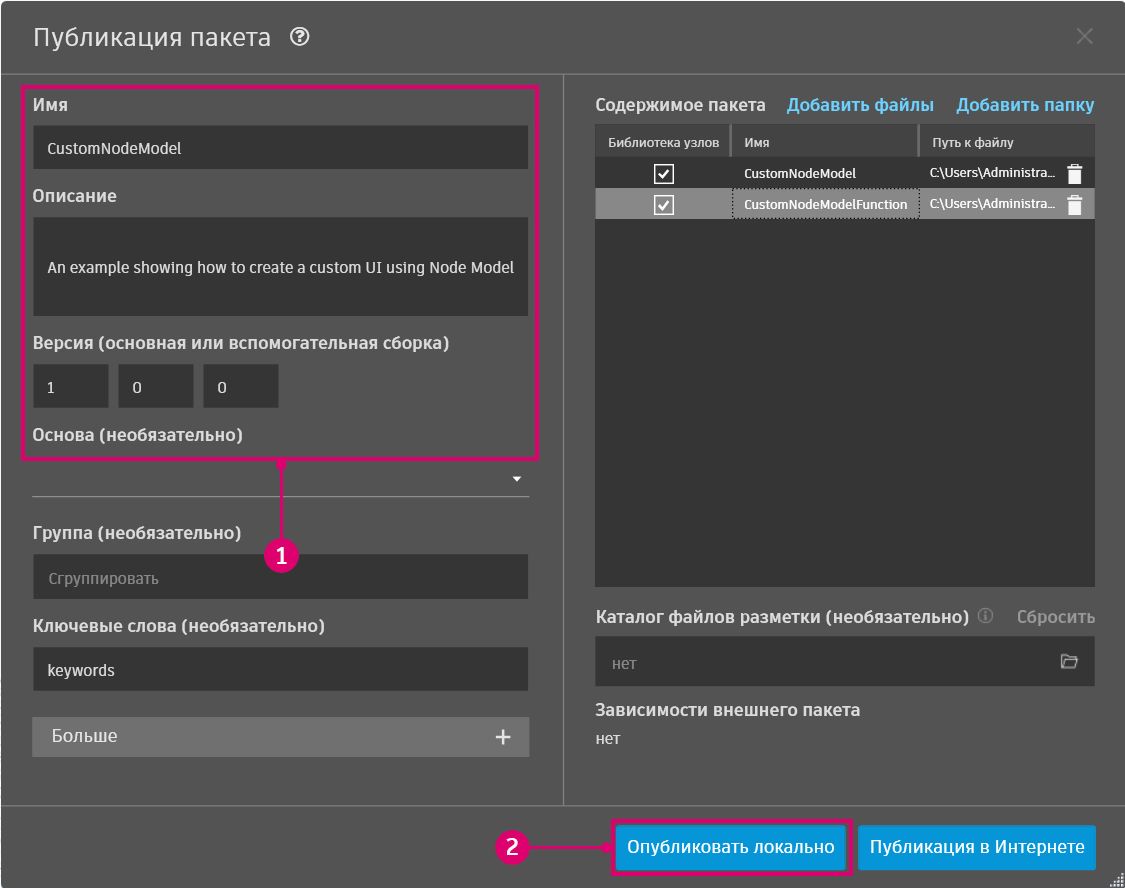 Публикация пакета
Имя
CustomNodeModel
Описание
An example showing how to create a custom UI using Node Model
Версия (основная или вспомогательная сборка)
1 0 0
Основа (необязательно)
1
Группа (необязательно)
Сгруппировать
Ключевые слова (необязательно)
keywords
Больше +
Содержимое пакета Добавить файлы Добавить папку
Библиотека узлов Имя Путь к файлу
CustomNodeModel C:\Users\Administra...
CustomNodeModelFunction C:\Users\Administra...
Каталог файлов разметки (необязательно) Сбросить
нет
Зависимости внешнего пакета
нет
2 Опубликовать локально Публикация в Интернете